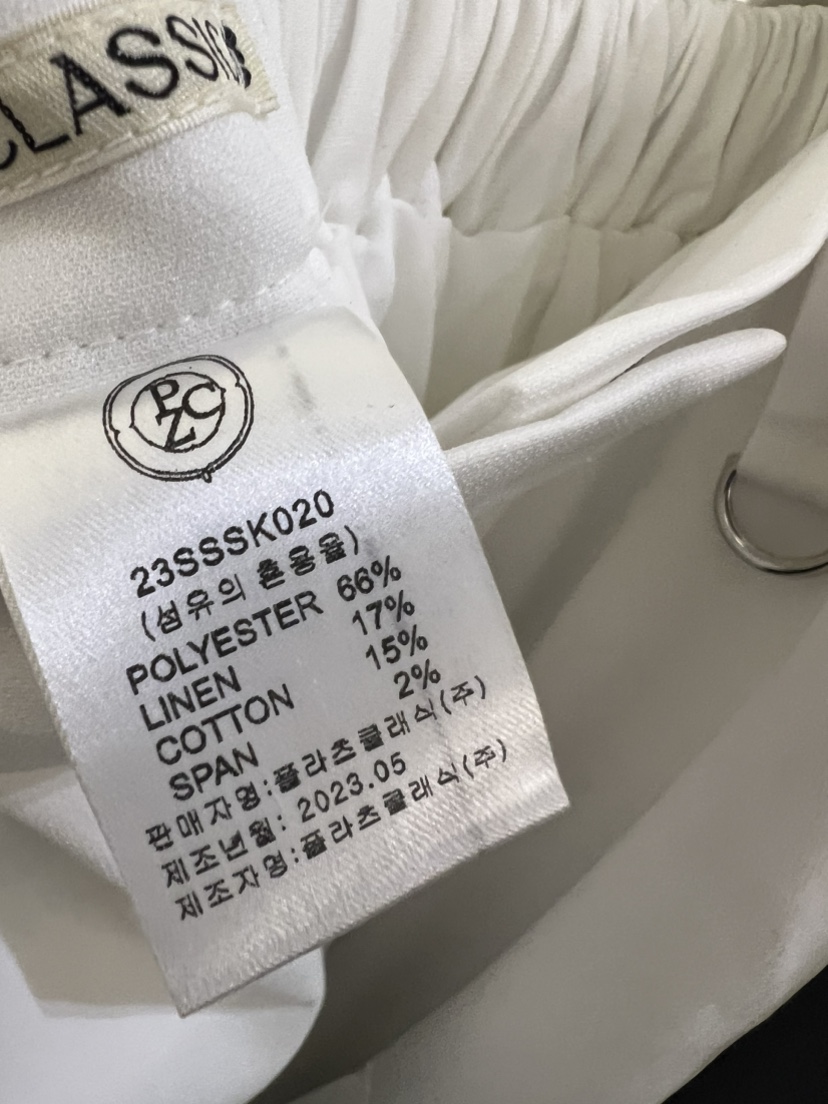 CLASSIC
PZC
23SSSK020
(섬유의 혼용율)
POLYESTER 66%
LINEN 17%
COTTON 15%
SPAN 2%
판매자명:플라츠클래식(주)
제조년월: 2023.05
제조자명:플라츠클래식(주)